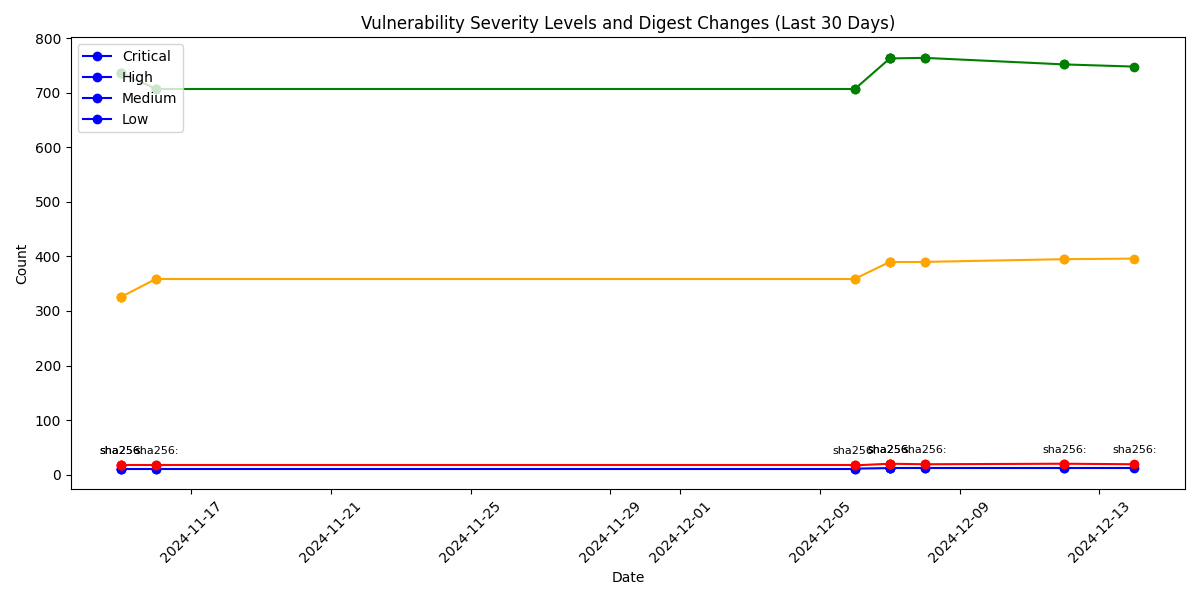 Vulnerability Severity Levels and Digest Changes (Last 30 Days)
Critical
High
Medium
Low
800
700
600
500
400
300
200
100
0
Count
sha256:
sha256:
sha256:
sha256:
sha256:
sha256:
sha256:
2024-11-17
2024-11-21
2024-11-25
2024-11-29
2024-12-01
2024-12-05
2024-12-09
2024-12-13
Date